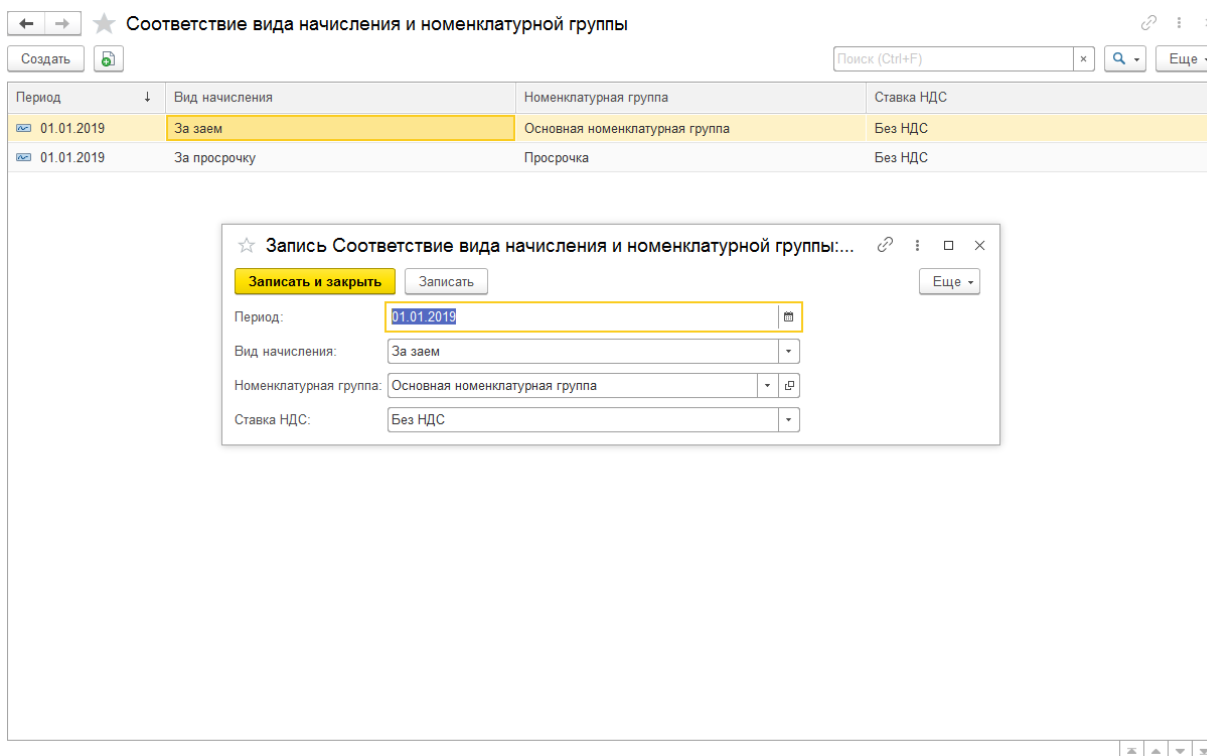 Соответствие вида начисления и номенклатурной группы
Создать Поиск (Ctrl+F) × Еще
Период ↓ Вид начисления Номенклатурная группа Ставка НДС
01.01.2019 За заем Основная номенклатурная группа Без НДС
01.01.2019 За просрочку Просрочка Без НДС
Запись Соответствие вида начисления и номенклатурной группы:...
Записать и закрыть Записать Еще
Период: 01.01.2019
Вид начисления: За заем
Номенклатурная группа: Основная номенклатурная группа
Ставка НДС: Без НДС